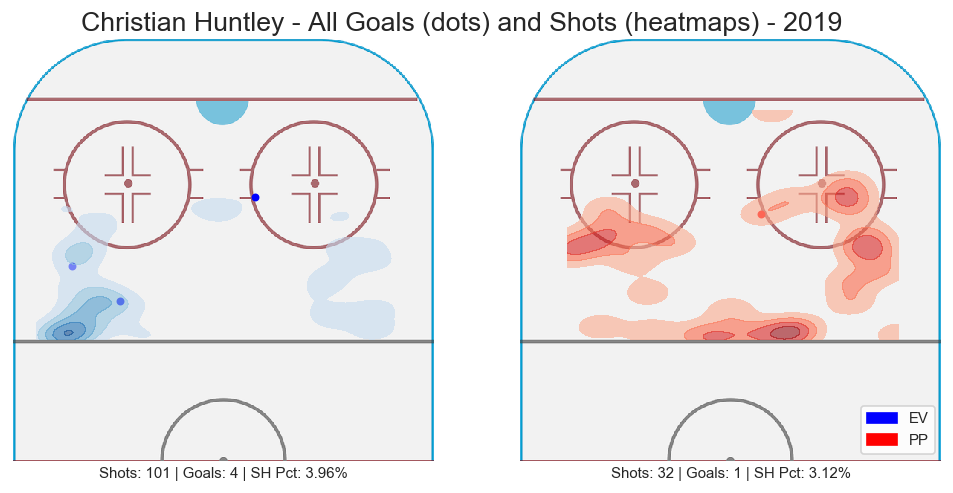 Christian Huntley - All Goals (dots) and Shots (heatmaps) - 2019
EV
PP
Shots: 101 | Goals: 4 | SH Pct: 3.96%
Shots: 32 | Goals: 1 | SH Pct: 3.12%